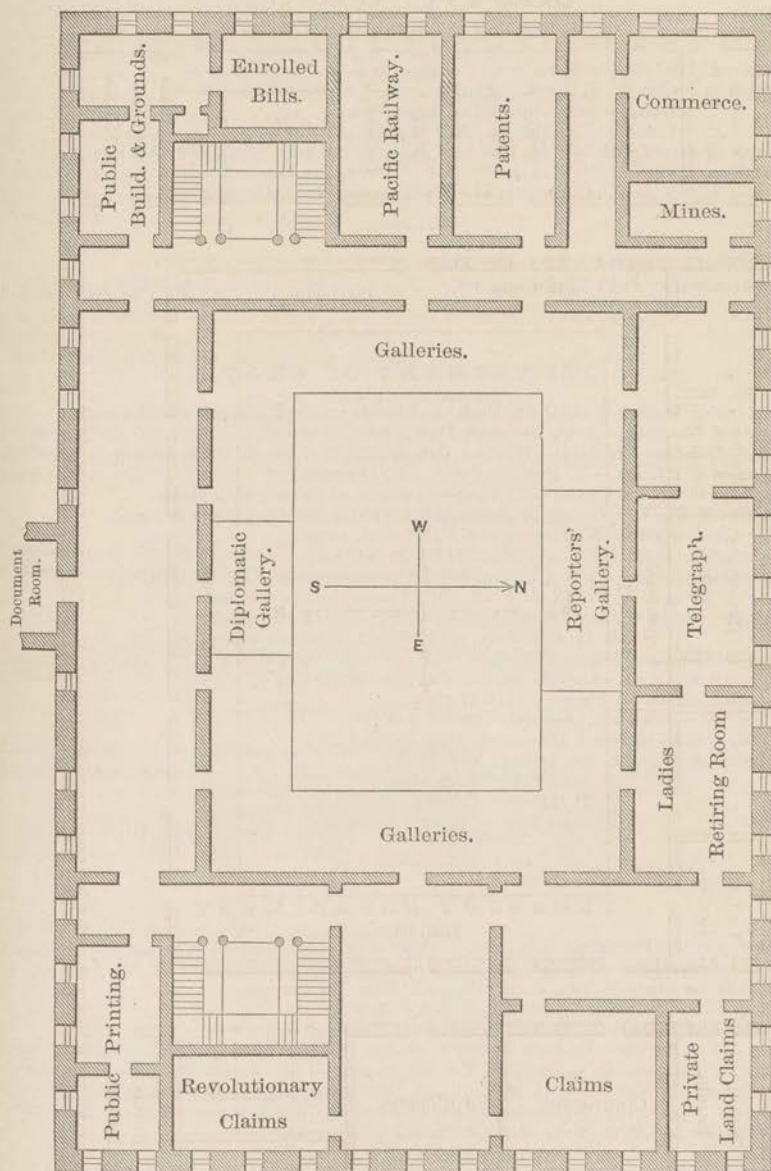 Enrolled
Bills.
Public
Build. & Grounds.
Pacific Railway.
Patents.
Commerce.
Mines.
Galleries.
Document
Room.
Diplomatic
Gallery.
W
S
N
E
Reporters'
Gallery.
Telegraph.
Ladies
Retiring Room
Galleries.
Public Printing.
Revolutionary
Claims
Claims
Private
Land Claims